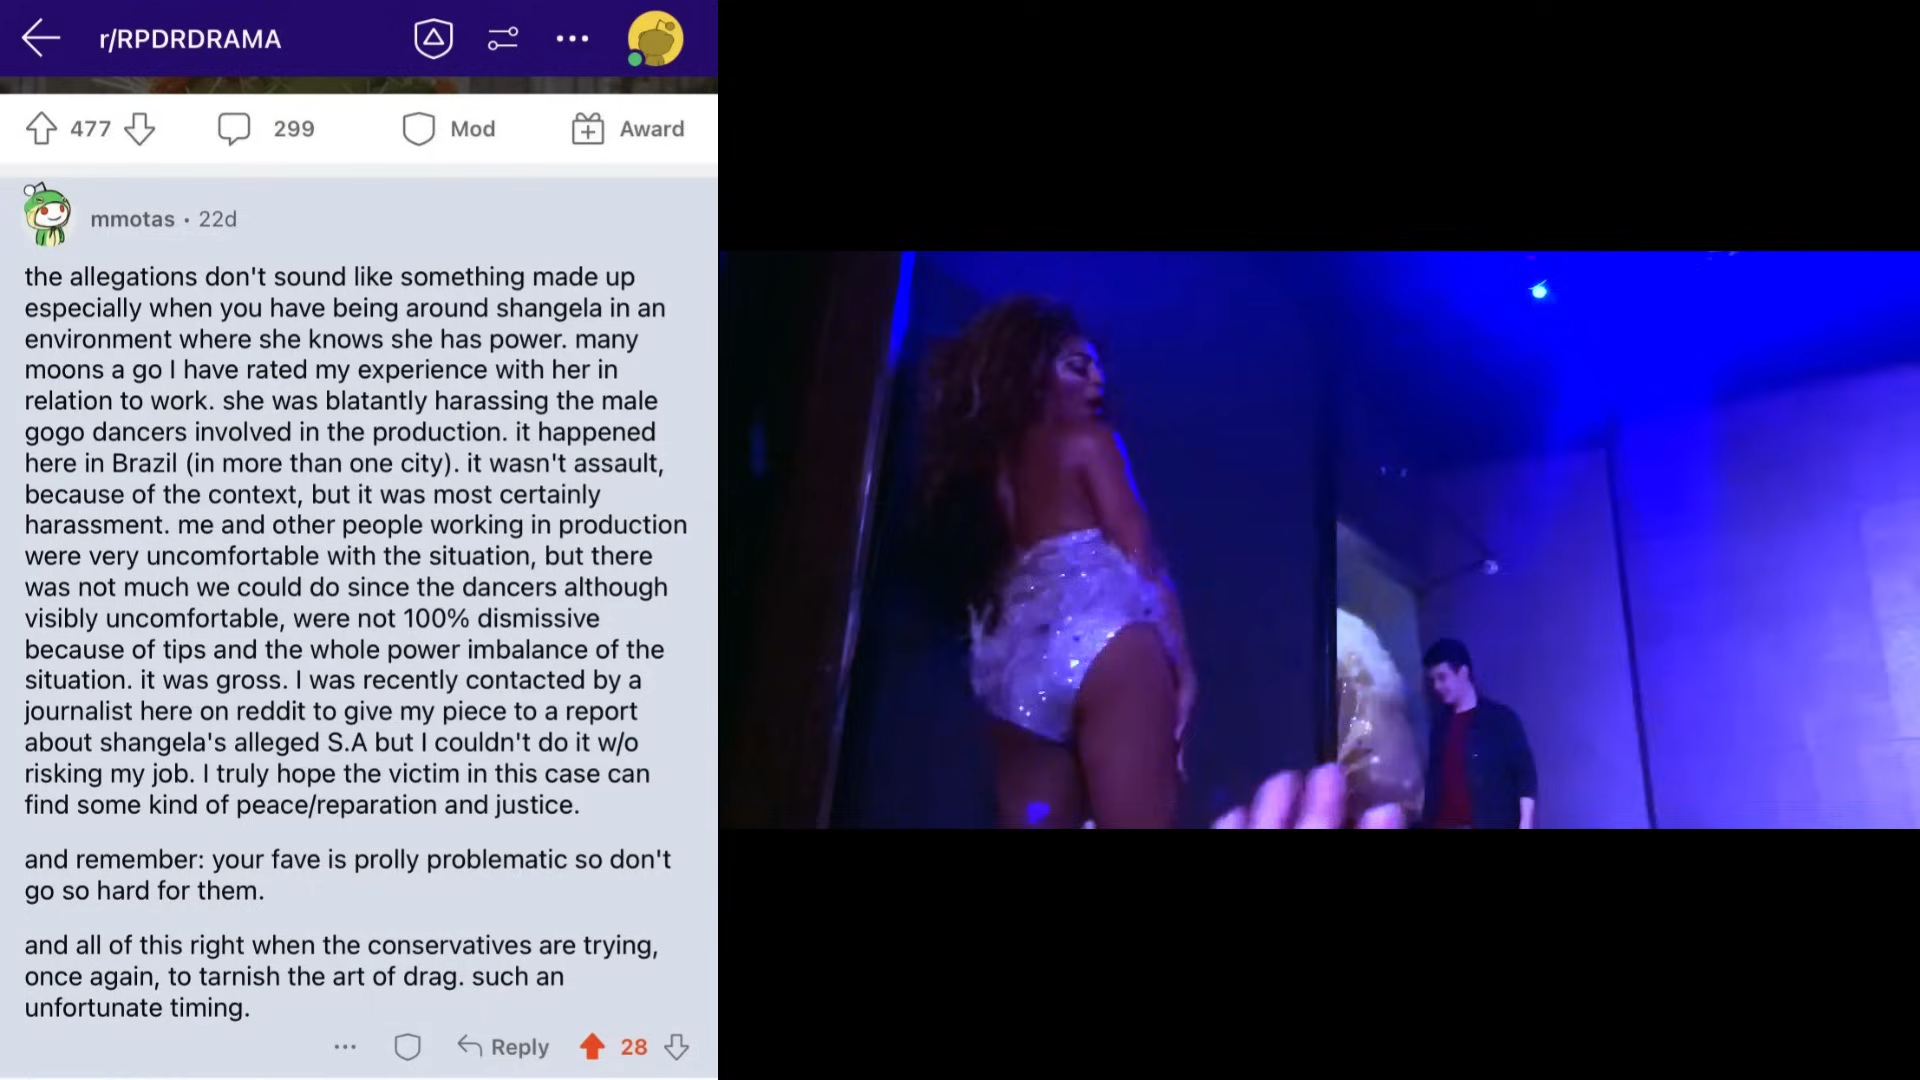 r/RPDRDRAMA
477
299
Mod
Award
mmotas • 22d
the allegations don't sound like something made up
especially when you have being around shangela in an
environment where she knows she has power. many
moons a go I have rated my experience with her in
relation to work. she was blatantly harassing the male
gogo dancers involved in the production. it happened
here in Brazil (in more than one city). it wasn't assault,
because of the context, but it was most certainly
harassment. me and other people working in production
were very uncomfortable with the situation, but there
was not much we could do since the dancers although
visibly uncomfortable, were not 100% dismissive
because of tips and the whole power imbalance of the
situation. it was gross. I was recently contacted by a
journalist here on reddit to give my piece to a report
about shangela's alleged S.A but I couldn't do it w/o
risking my job. I truly hope the victim in this case can
find some kind of peace/reparation and justice.
and remember: your fave is prolly problematic so don't
go so hard for them.
and all of this right when the conservatives are trying,
once again, to tarnish the art of drag. such an
unfortunate timing.
Reply
28